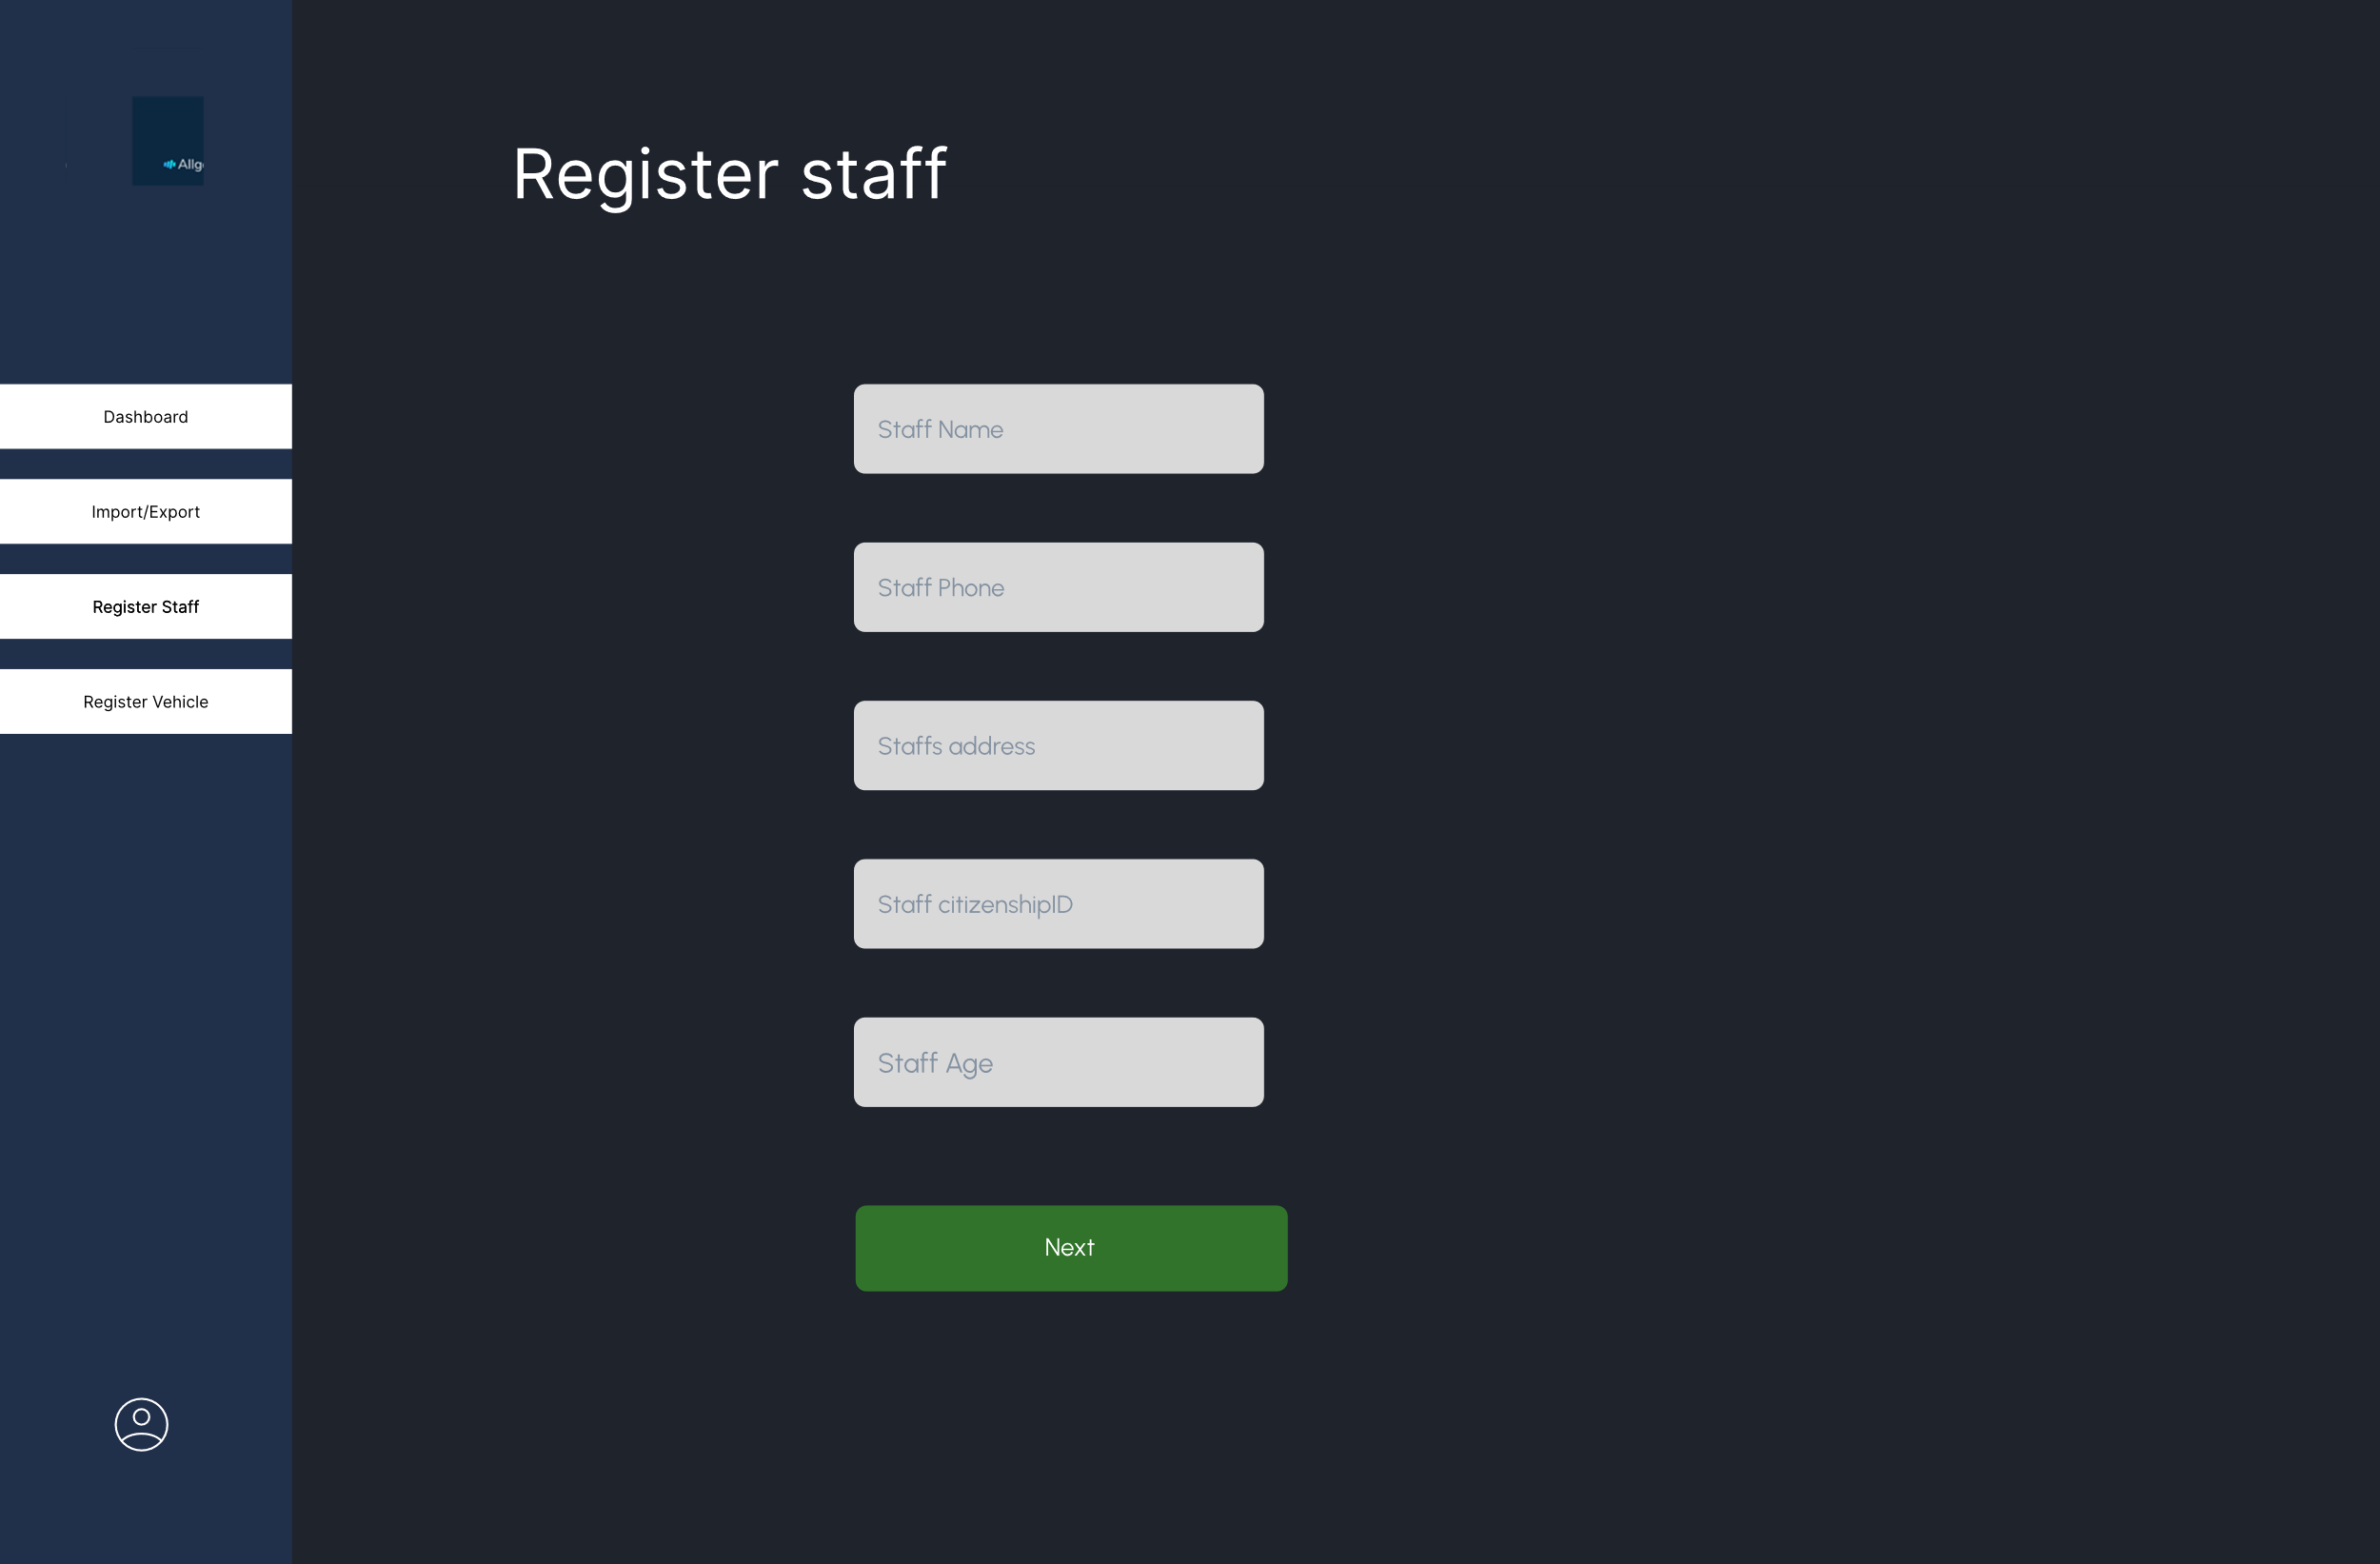 Allg
Register staff
Dashboard
Import/Export
Register Staff
Register Vehicle
Staff Name
Staff Phone
Staffs address
Staff citizenshipID
Staff Age
Next